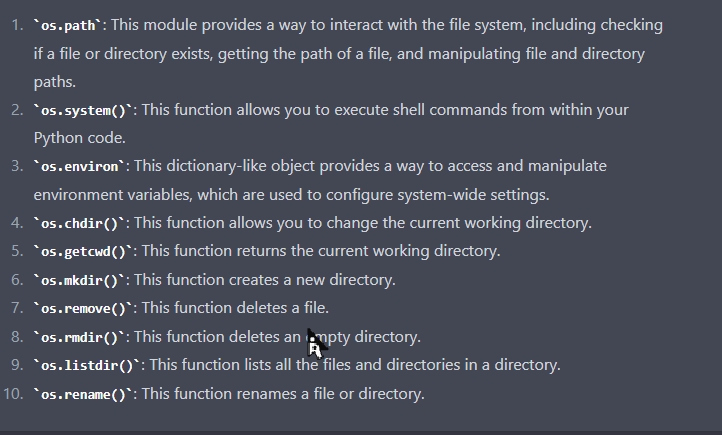 1. `os.path`: This module provides a way to interact with the file system, including checking
if a file or directory exists, getting the path of a file, and manipulating file and directory
paths.
2. `os.system()`: This function allows you to execute shell commands from within your
Python code.
3. `os.environ`: This dictionary-like object provides a way to access and manipulate
environment variables, which are used to configure system-wide settings.
4. `os.chdir()`: This function allows you to change the current working directory.
5. `os.getcwd()`: This function returns the current working directory.
6. `os.mkdir()`: This function creates a new directory.
7. `os.remove()`: This function deletes a file.
8. `os.rmdir()`: This function deletes an empty directory.
9. `os.listdir()`: This function lists all the files and directories in a directory.
10. `os.rename()`: This function renames a file or directory.